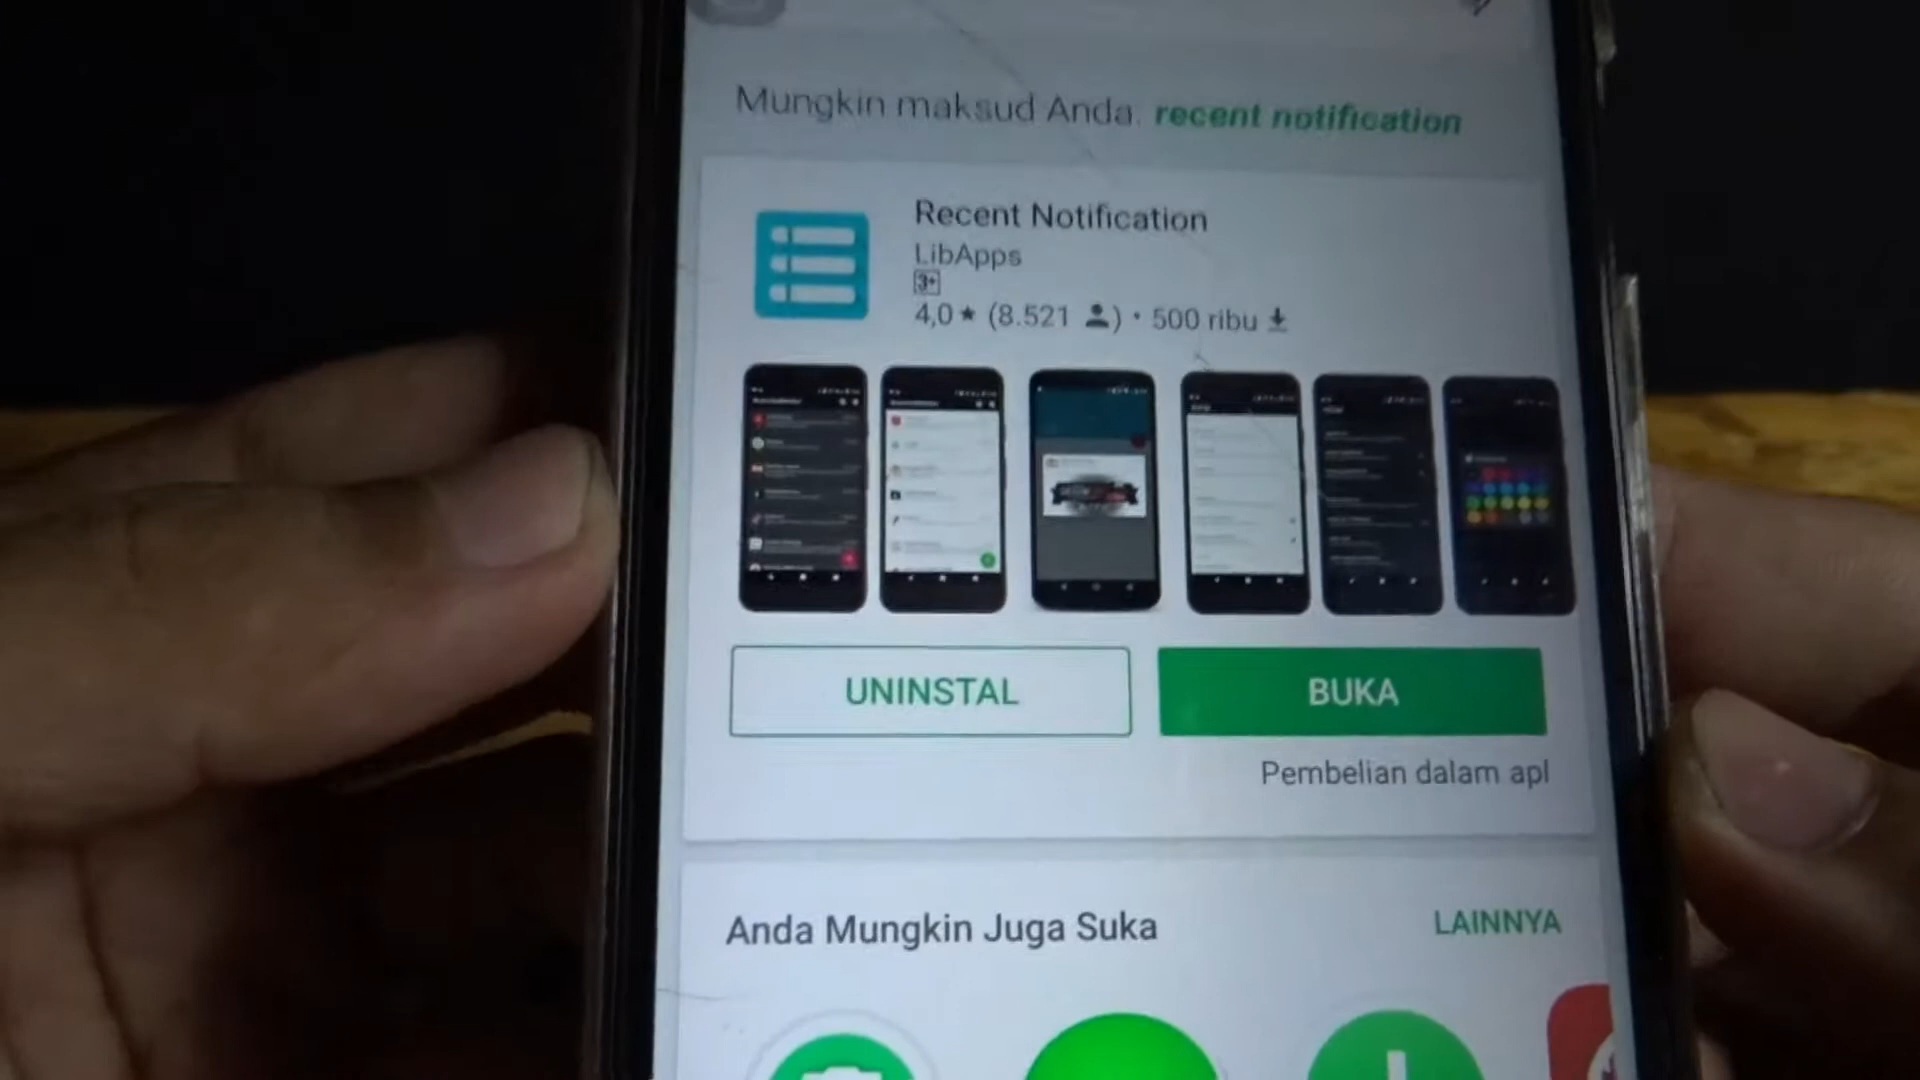 Mungkin maksud Anda: recent notification
Recent Notification
LibApps
3+
4,0★ (8.521) • 500 ribu
UNINSTAL
BUKA
Pembelian dalam apl
Anda Mungkin Juga Suka
LAINNYA